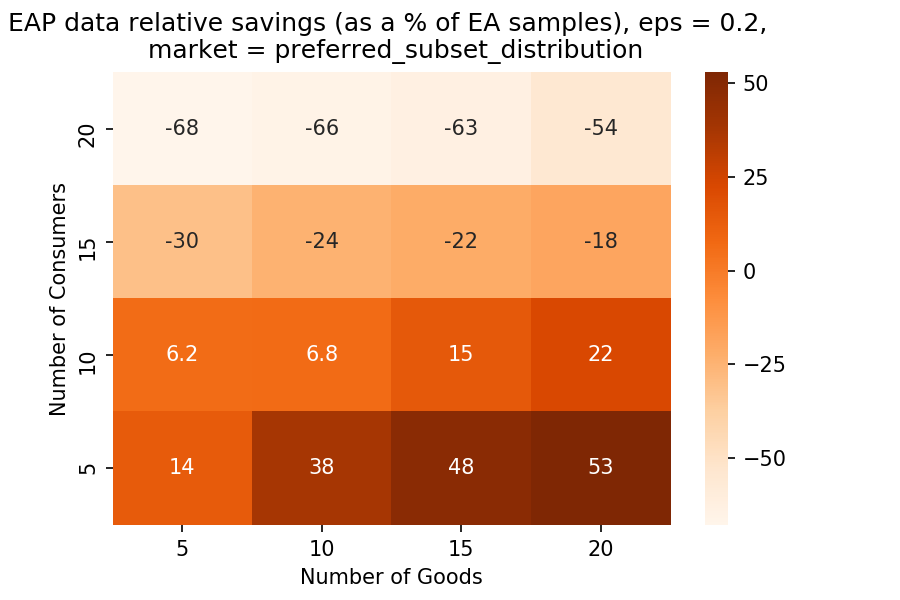 EAP data relative savings (as a % of EA samples), eps = 0.2,
market = preferred_subset_distribution
Number of Consumers
20
15
10
5
-68 -66 -63 -54
-30 -24 -22 -18
6.2 6.8 15 22
14 38 48 53
5 10 15 20
Number of Goods
50
25
0
−25
−50